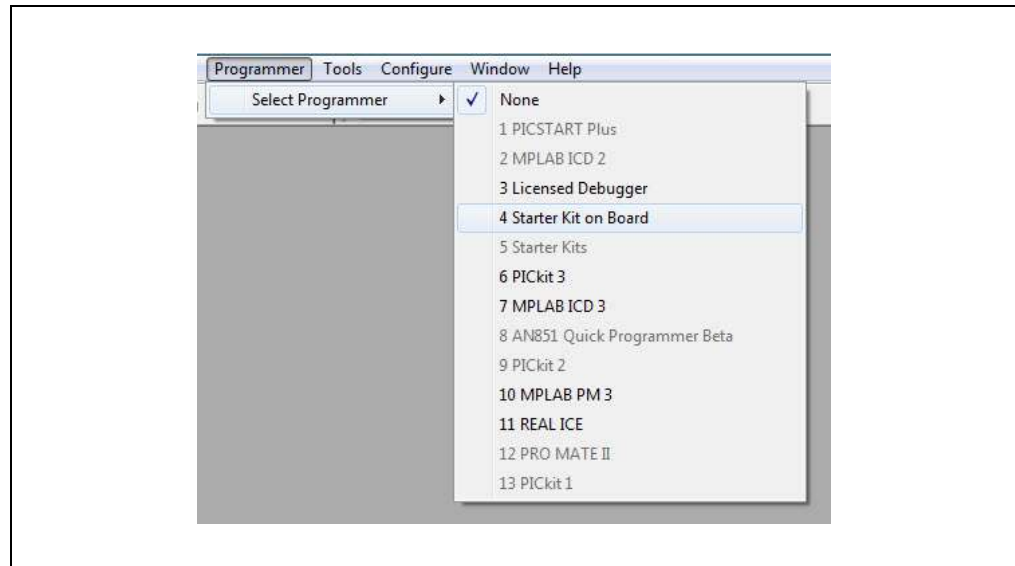 Programmer Tools Configure Window Help
Select Programmer None
1 PICSTART Plus
2 MPLAB ICD 2
3 Licensed Debugger
4 Starter Kit on Board
5 Starter Kits
6 PICkit 3
7 MPLAB ICD 3
8 AN851 Quick Programmer Beta
9 PICkit 2
10 MPLAB PM 3
11 REAL ICE
12 PRO MATE II
13 PICkit 1